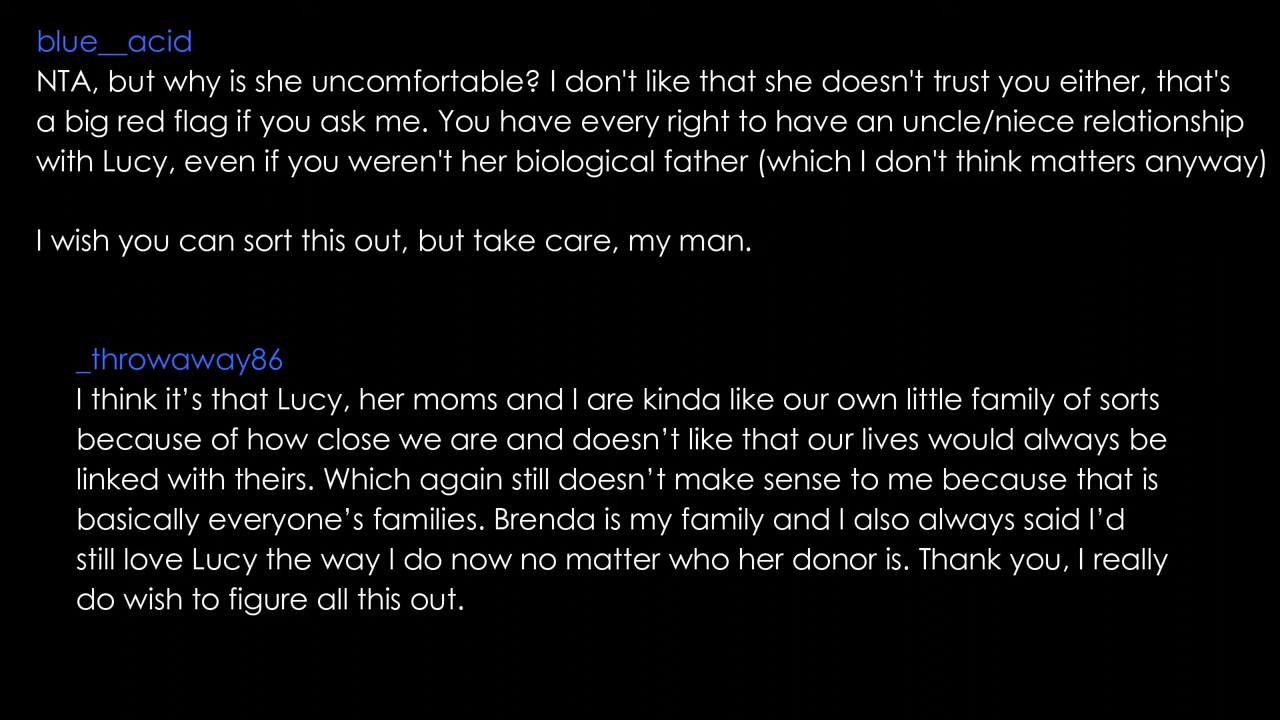 blue__acid
NTA, but why is she uncomfortable? I don't like that she doesn't trust you either, that's
a big red flag if you ask me. You have every right to have an uncle/niece relationship
with Lucy, even if you weren't her biological father (which I don't think matters anyway)
I wish you can sort this out, but take care, my man.
_throwaway86
I think it’s that Lucy, her moms and I are kinda like our own little family of sorts
because of how close we are and doesn’t like that our lives would always be
linked with theirs. Which again still doesn’t make sense to me because that is
basically everyone’s families. Brenda is my family and I also always said I’d
still love Lucy the way I do now no matter who her donor is. Thank you, I really
do wish to figure all this out.